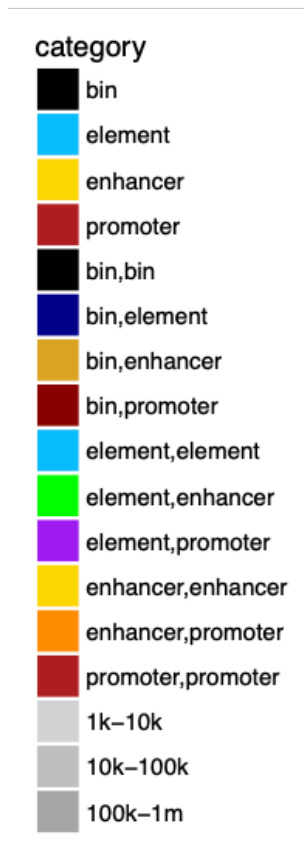 category
bin
element
enhancer
promoter
bin,bin
bin,element
bin,enhancer
bin,promoter
element,element
element,enhancer
element,promoter
enhancer,enhancer
enhancer,promoter
promoter,promoter
1k−10k
10k−100k
100k−1m